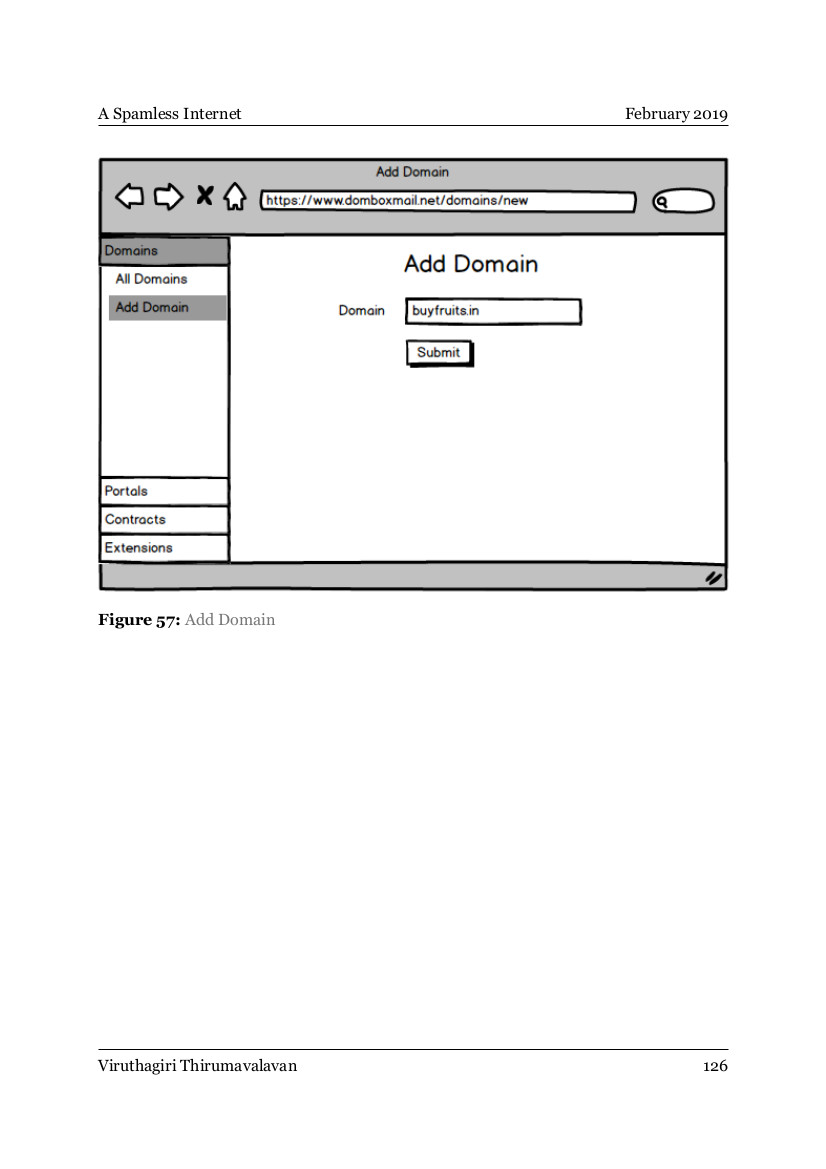 A Spamless Internet February 2019
Add Domain
https://www.domboxmail.net/domains/new
Domains
All Domains
Add Domain
Portals
Contracts
Extensions
Add Domain
Domain buyfruits.in
Submit
Figure 57: Add Domain
Viruthagiri Thirumavalavan 126